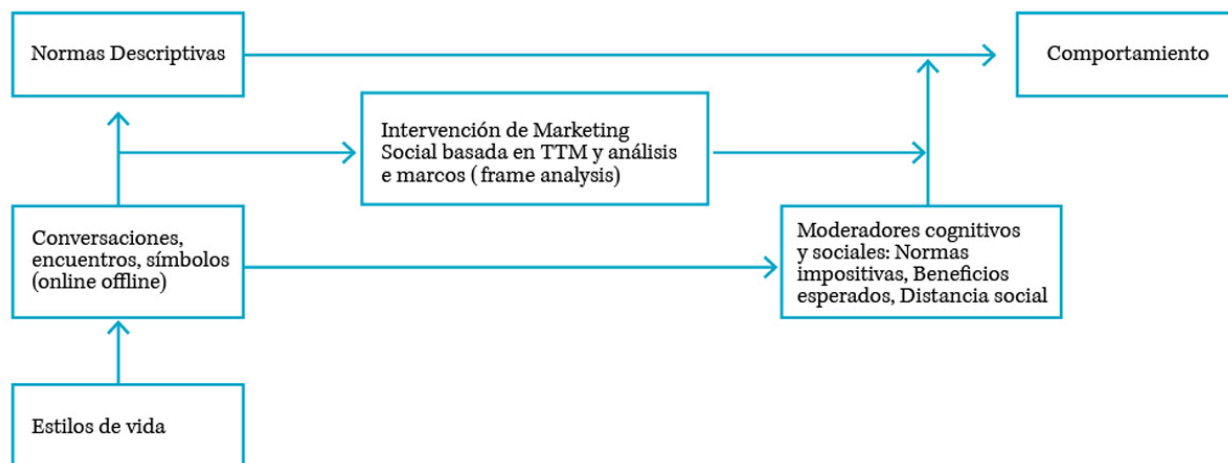 Normas Descriptivas
Comportamiento
Intervención de Marketing
Social basada en TTM y análisis
e marcos ( frame analysis)
Conversaciones,
encuentros, símbolos
(online offline)
Moderadores cognitivos
y sociales: Normas
impositivas, Beneficios
esperados, Distancia social
Estilos de vida